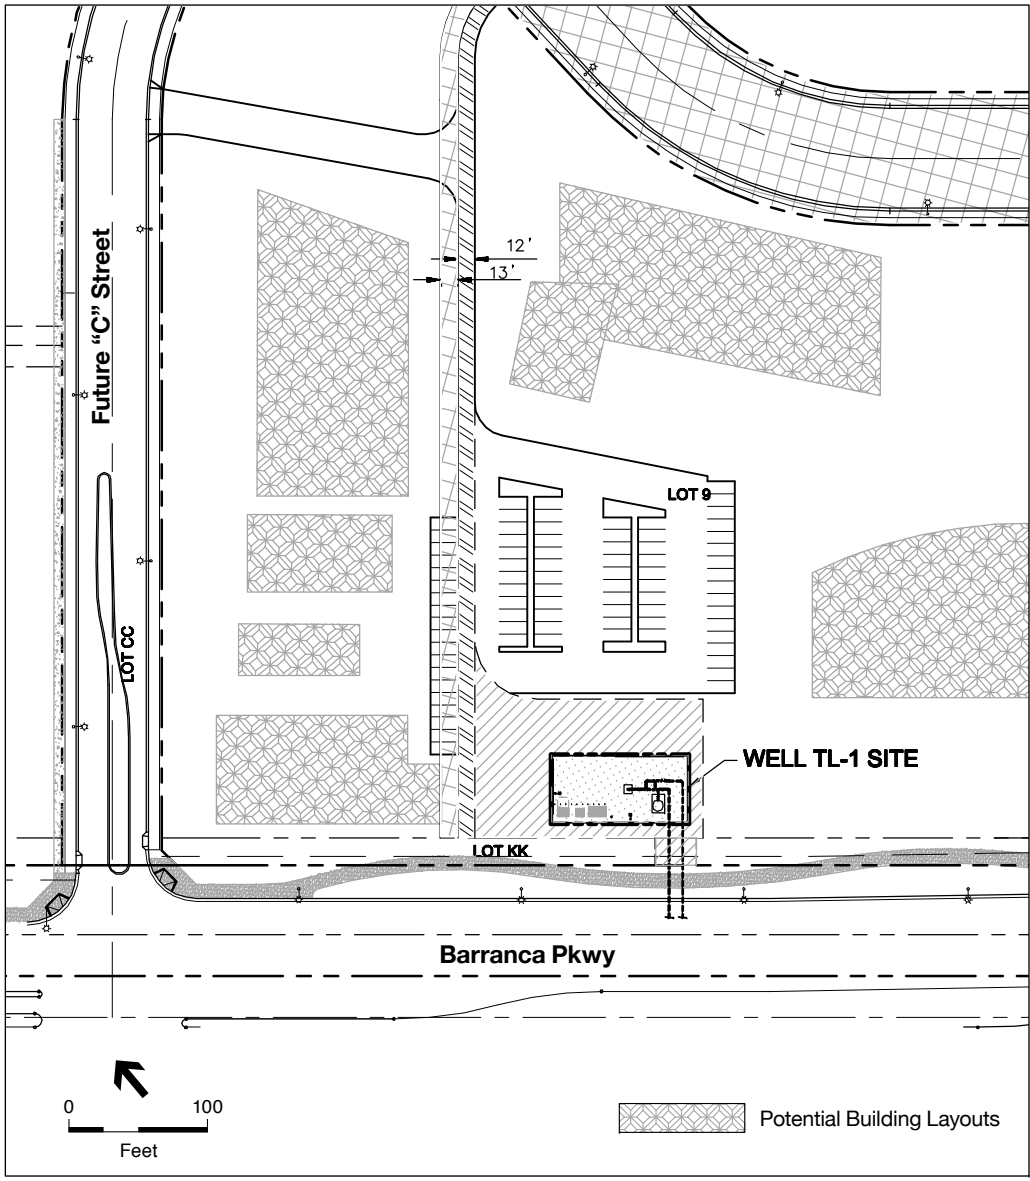 12'
13'
Future “C” Street
LOT 9
LOT CC
WELL TL-1 SITE
LOT KK
Barranca Pkwy
0 100
Feet
Potential Building Layouts